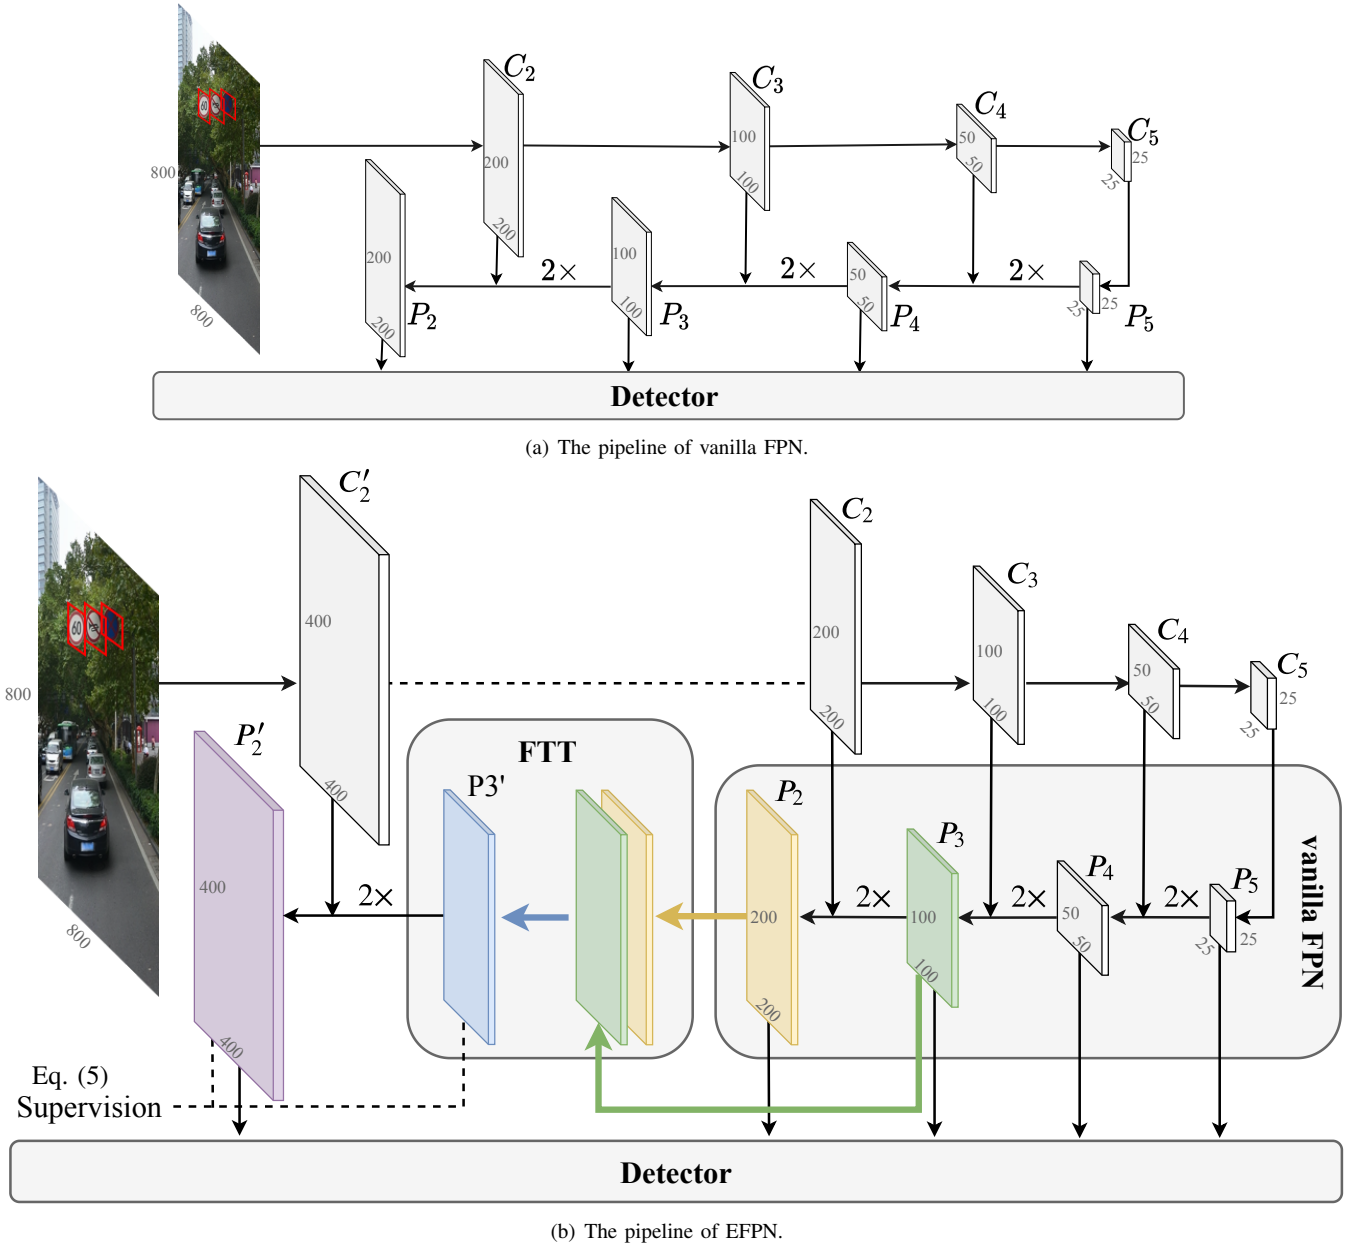 C₂
C₃
C₄
C₅
60
800
800
200
200
100
100
50
50
25
25
200
200
100
100
50
50
25
25
2×
2×
2×
P₂
P₃
P₄
P₅
Detector
(a) The pipeline of vanilla FPN.
C₂′
C₂
C₃
C₄
C₅
60
800
800
400
400
200
200
100
100
50
50
25
25
P₂′
FTT
P3'
P₂
P₃
P₄
P₅
vanilla FPN
400
400
2×
200
200
2×
100
100
2×
50
50
2×
25
25
Eq. (5)
Supervision
Detector
(b) The pipeline of EFPN.